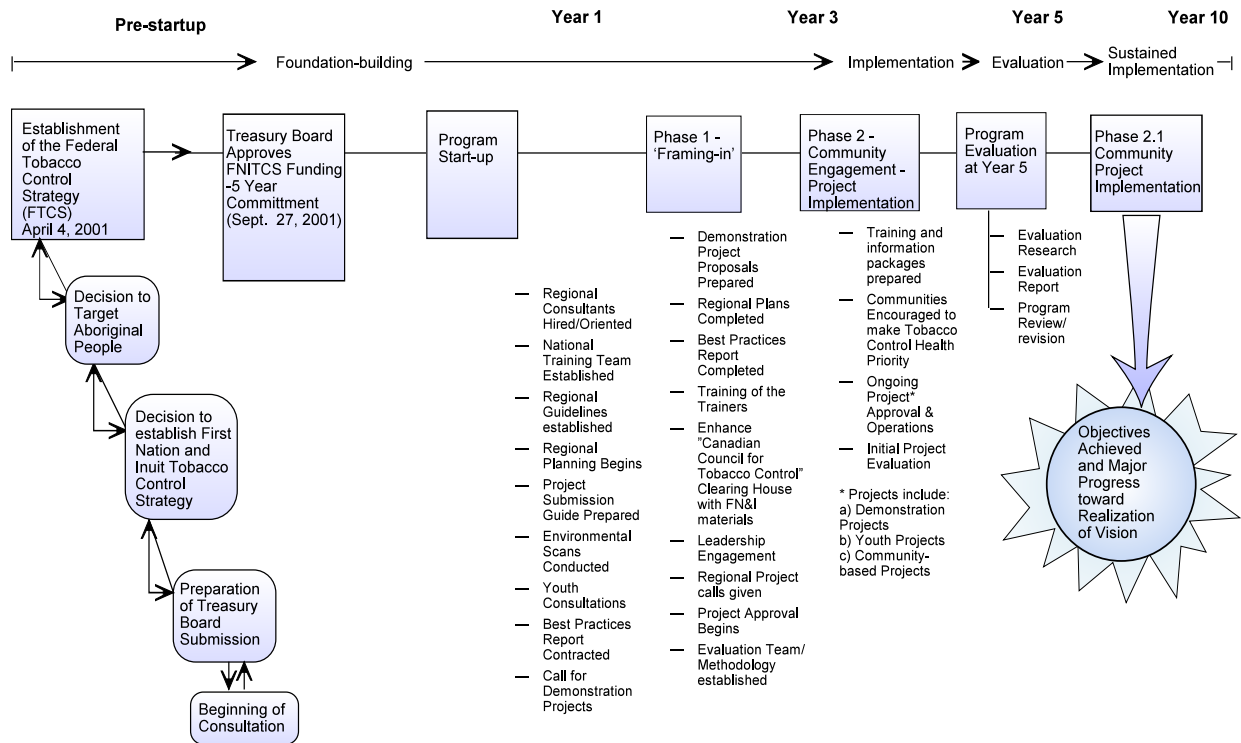 Pre-startup
Year 1
Year 3
Year 5
Year 10
Foundation-building
Implementation
Evaluation
Sustained
Implementation
Establishment
of the Federal
Tobacco
Control
Strategy
(FTCS)
April 4, 2001
Treasury Board
Approves
FNITCS Funding
-5 Year
Committment
(Sept. 27, 2001)
Program
Start-up
Phase 1 -
‘Framing-in’
Phase 2 -
Community
Engagement -
Project
Implementation
Program
Evaluation
at Year 5
Phase 2.1
Community
Project
Implementation
Decision to
Target
Aboriginal
People
Decision to
establish First
Nation and
Inuit Tobacco
Control
Strategy
Preparation
of Treasury
Board
Submission
Beginning of
Consultation
— Regional
Consultants
Hired/Oriented
— National
Training Team
Established
— Regional
Guidelines
established
— Regional
Planning Begins
— Project
Submission
Guide Prepared
— Environmental
Scans
Conducted
— Youth
Consultations
— Best Practices
Report
Contracted
— Call for
Demonstration
Projects
— Demonstration
Project
Proposals
Prepared
— Regional Plans
Completed
— Best Practices
Report
Completed
— Training of the
Trainers
— Enhance
”Canadian
Council for
Tobacco Control”
Clearing House
with FN&I
materials
— Leadership
Engagement
— Regional Project
calls given
— Project Approval
Begins
— Evaluation Team/
Methodology
established
— Training and
information
packages
prepared
— Communities
Encouraged to
make Tobacco
Control Health
Priority
— Ongoing
Project*
Approval &
Operations
— Initial Project
Evaluation
* Projects include:
a) Demonstration
Projects
b) Youth Projects
c) Community-
based Projects
— Evaluation
Research
— Evaluation
Report
— Program
Review/
revision
Objectives
Achieved
and Major
Progress
toward
Realization
of Vision